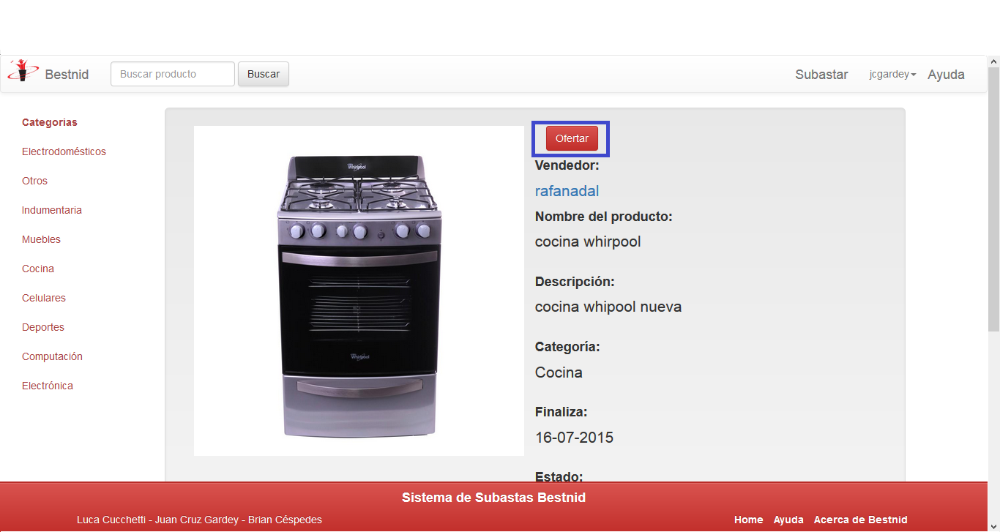 Bestnid
Buscar producto
Buscar
Subastar
jcgardey
Ayuda
Categorias
Electrodomésticos
Otros
Indumentaria
Muebles
Cocina
Celulares
Deportes
Computación
Electrónica
Whirlpool
Whirlpool
Ofertar
Vendedor:
rafanadal
Nombre del producto:
cocina whirpool
Descripción:
cocina whipool nueva
Categoría:
Cocina
Finaliza:
16-07-2015
Estado:
Sistema de Subastas Bestnid
Luca Cucchetti - Juan Cruz Gardey - Brian Céspedes
Home Ayuda Acerca de Bestnid